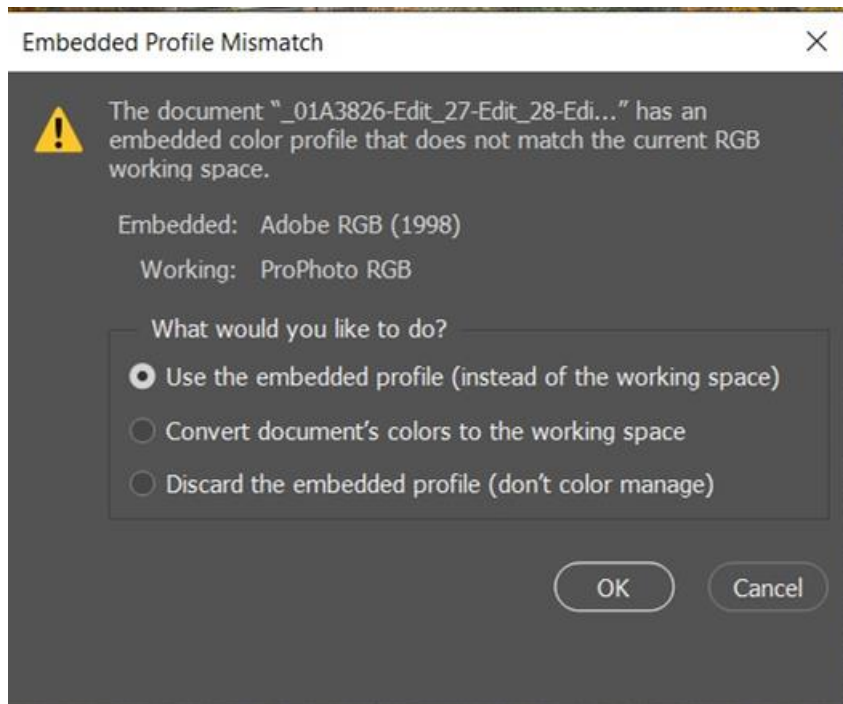 Embedded Profile Mismatch
The document “_01A3826-Edit_27-Edit_28-Edi...” has an
embedded color profile that does not match the current RGB
working space.
Embedded: Adobe RGB (1998)
Working: ProPhoto RGB
What would you like to do?
Use the embedded profile (instead of the working space)
Convert document’s colors to the working space
Discard the embedded profile (don’t color manage)
OK Cancel